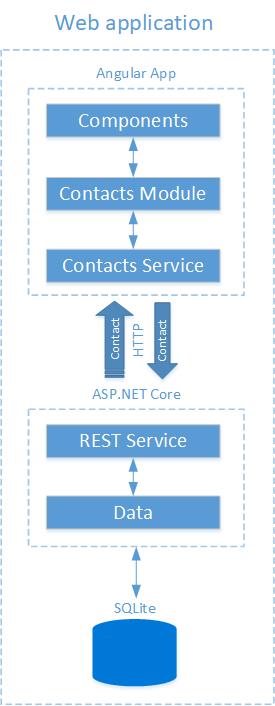 Web application
Angular App
Components
Contacts Module
Contacts Service
Contact
HTTP
Contact
ASP.NET Core
REST Service
Data
SQLite